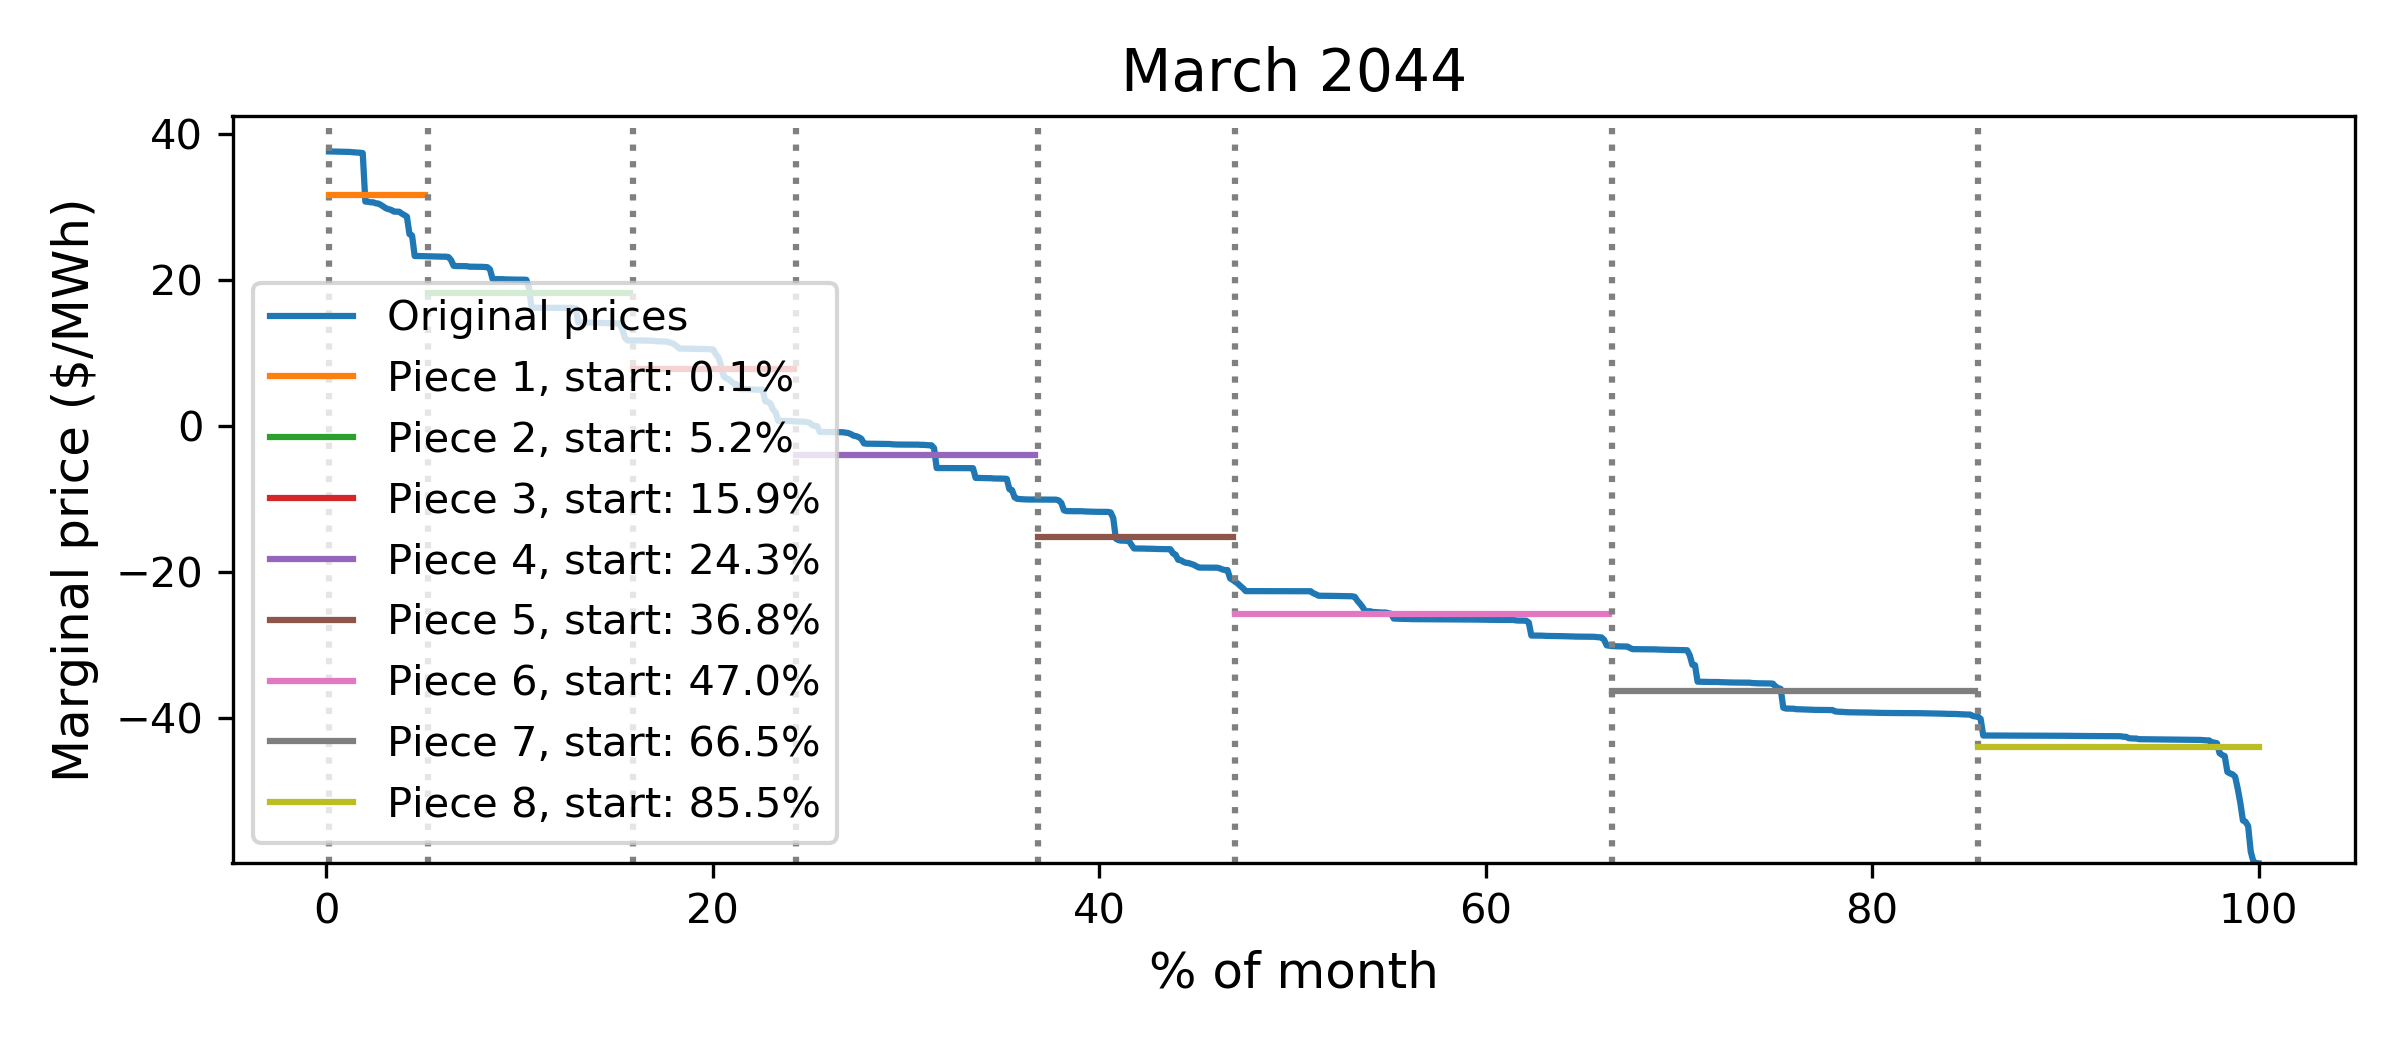 March 2044
Marginal price ($/MWh)
40
20
0
−20
−40
Original prices
Piece 1, start: 0.1%
Piece 2, start: 5.2%
Piece 3, start: 15.9%
Piece 4, start: 24.3%
Piece 5, start: 36.8%
Piece 6, start: 47.0%
Piece 7, start: 66.5%
Piece 8, start: 85.5%
0 20 40 60 80 100
% of month